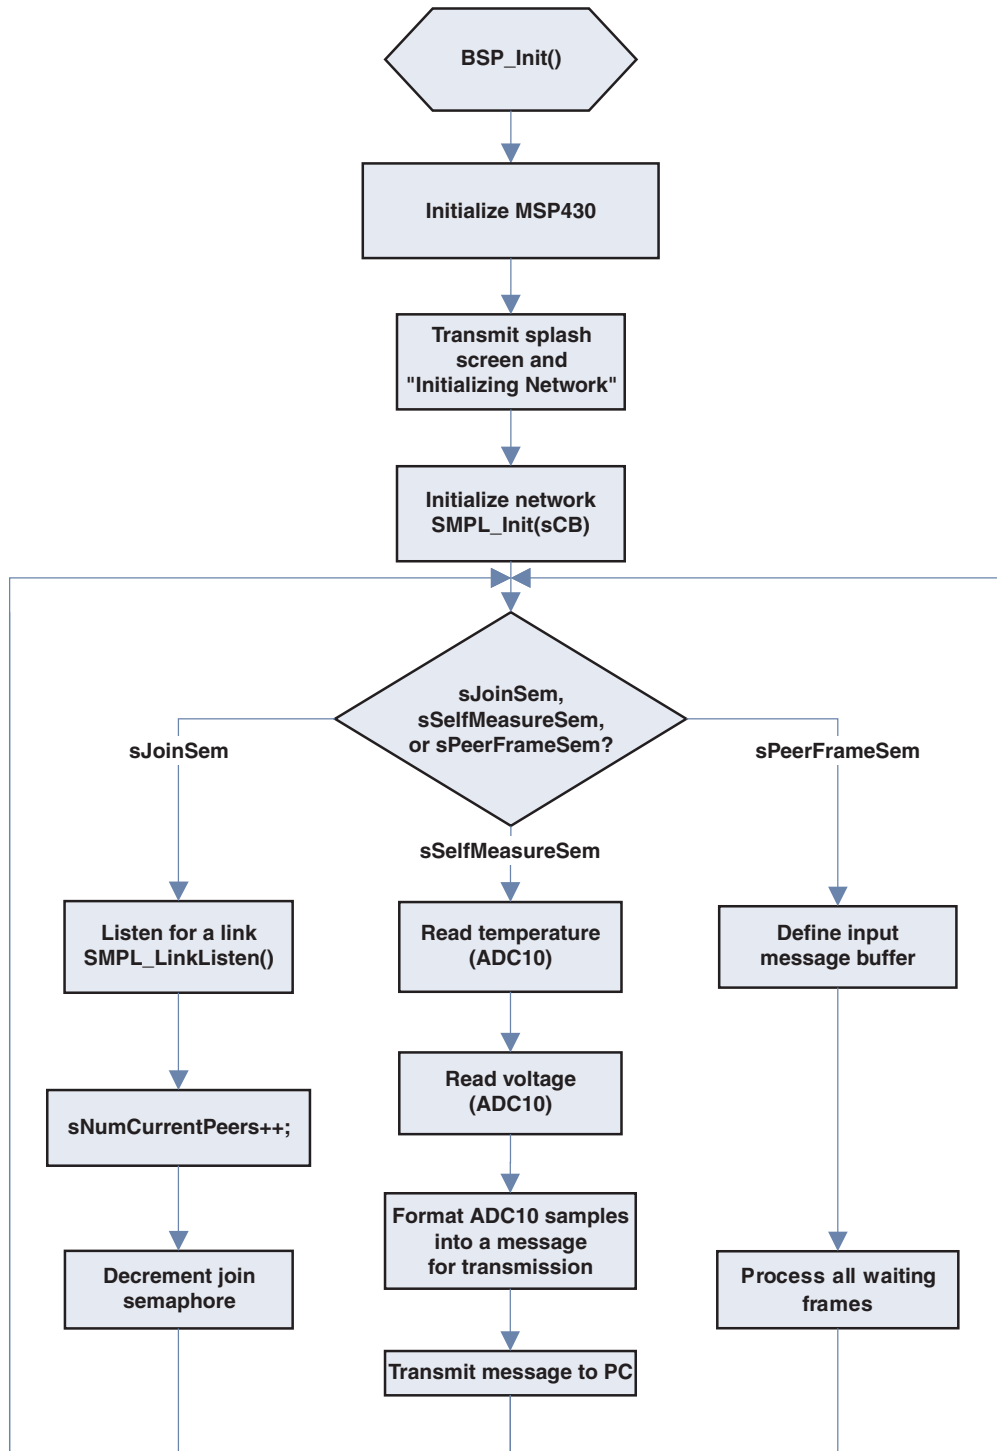 BSP_Init()
Initialize MSP430
Transmit splash
screen and
"Initializing Network"
Initialize network
SMPL_Init(sCB)
sJoinSem,
sSelfMeasureSem,
or sPeerFrameSem?
sJoinSem
sPeerFrameSem
sSelfMeasureSem
Listen for a link
SMPL_LinkListen()
sNumCurrentPeers++;
Decrement join
semaphore
Read temperature
(ADC10)
Read voltage
(ADC10)
Format ADC10 samples
into a message
for transmission
Transmit message to PC
Define input
message buffer
Process all waiting
frames